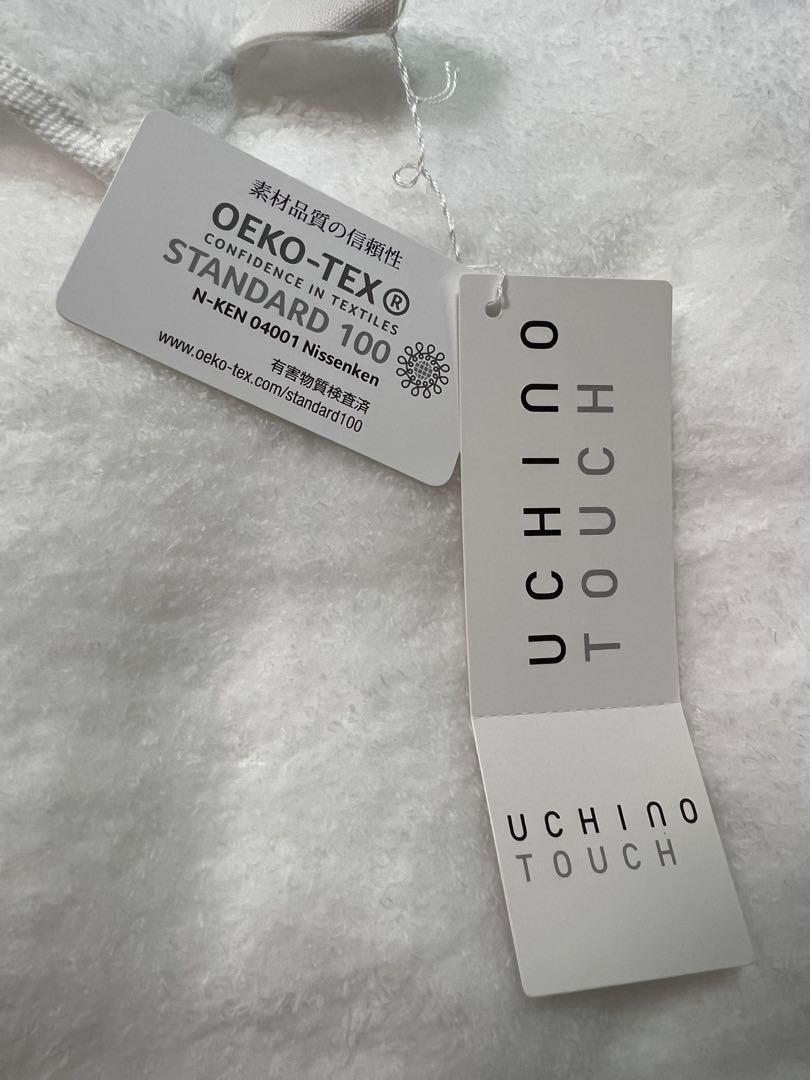 素材品質の信頼性
OEKO-TEX®
CONFIDENCE IN TEXTILES
STANDARD 100
N-KEN 04001 Nissenken
有害物質検査済
www.oeko-tex.com/standard100
UCHINO
TOUCH
UCHINO
TOUCH